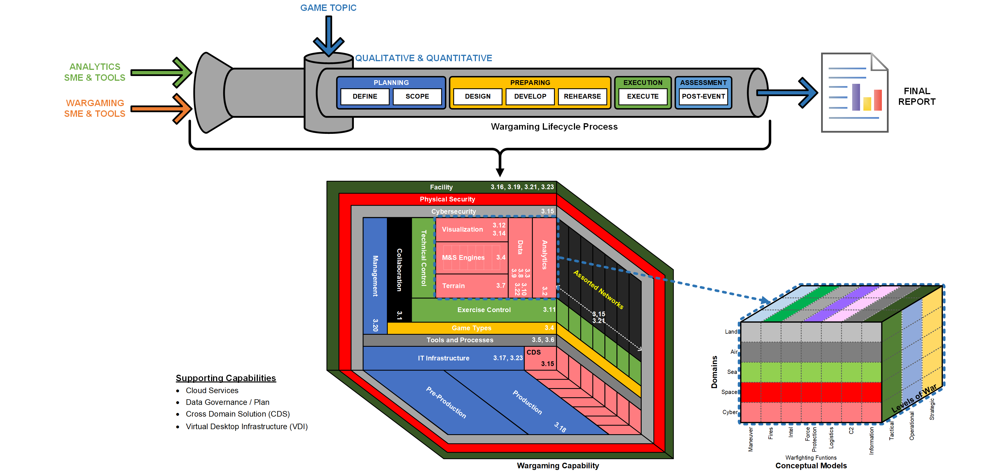 GAME TOPIC
QUALITATIVE & QUANTITATIVE
ANALYTICS
SME & TOOLS
WARGAMING
SME & TOOLS
PLANNING
DEFINE
SCOPE
PREPARING
DESIGN
DEVELOP
REHEARSE
EXECUTION
EXECUTE
ASSESSMENT
POST-EVENT
FINAL
REPORT
Wargaming Lifecycle Process
Facility
3.16, 3.19, 3.21, 3.23
Physical Security
Cybersecurity
3.15
Management
3.20
Collaboration
3.1
Technical Control
Visualization
3.12
3.14
M&S Engines
3.4
Terrain
3.7
Data
3.3
3.8
3.9
3.10
3.22
Analytics
3.2
Assorted Networks
3.15
3.21
Exercise Control
3.11
Game Types
3.4
Tools and Processes
3.5, 3.6
IT Infrastructure
3.17, 3.23
CDS
3.15
Pre-Production
Production
3.18
Wargaming Capability
Supporting Capabilities
• Cloud Services
• Data Governance / Plan
• Cross Domain Solution (CDS)
• Virtual Desktop Infrastructure (VDI)
Domains
Land
Air
Sea
Space
Cyber
Maneuver
Fires
Intel
Force
Protection
Logistics
C2
Information
Levels of War
Tactical
Operational
Strategic
Warfighting Funtions
Conceptual Models